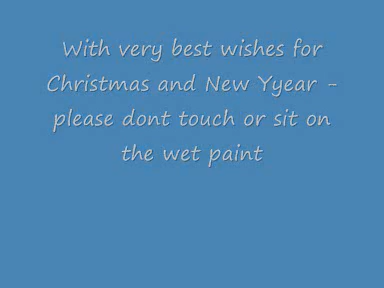 With very best wishes for
Christmas and New Yyear -
please dont touch or sit on
the wet paint